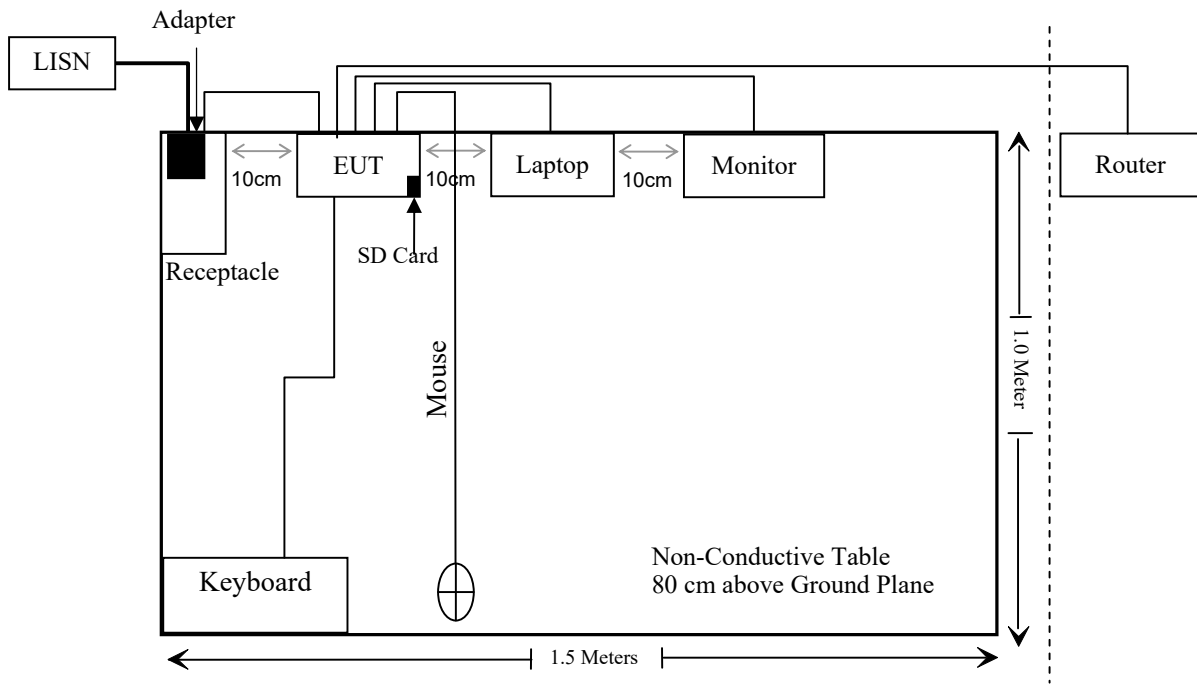 Adapter
LISN
EUT
Laptop
Monitor
Router
10cm
10cm
10cm
SD Card
Receptacle
Mouse
1.0 Meter
Keyboard
Non-Conductive Table
80 cm above Ground Plane
1.5 Meters